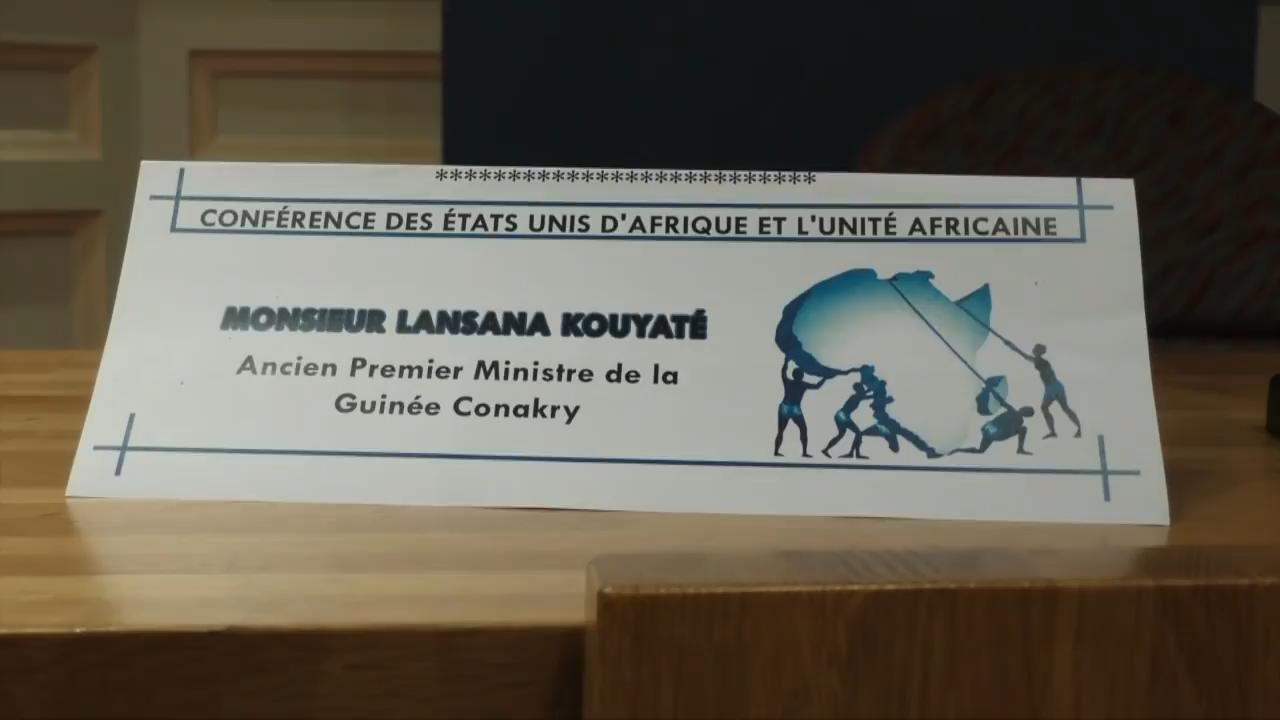 **************************
CONFÉRENCE DES ÉTATS UNIS D'AFRIQUE ET L'UNITÉ AFRICAINE
MONSIEUR LANSANA KOUYATÉ
Ancien Premier Ministre de la
Guinée Conakry